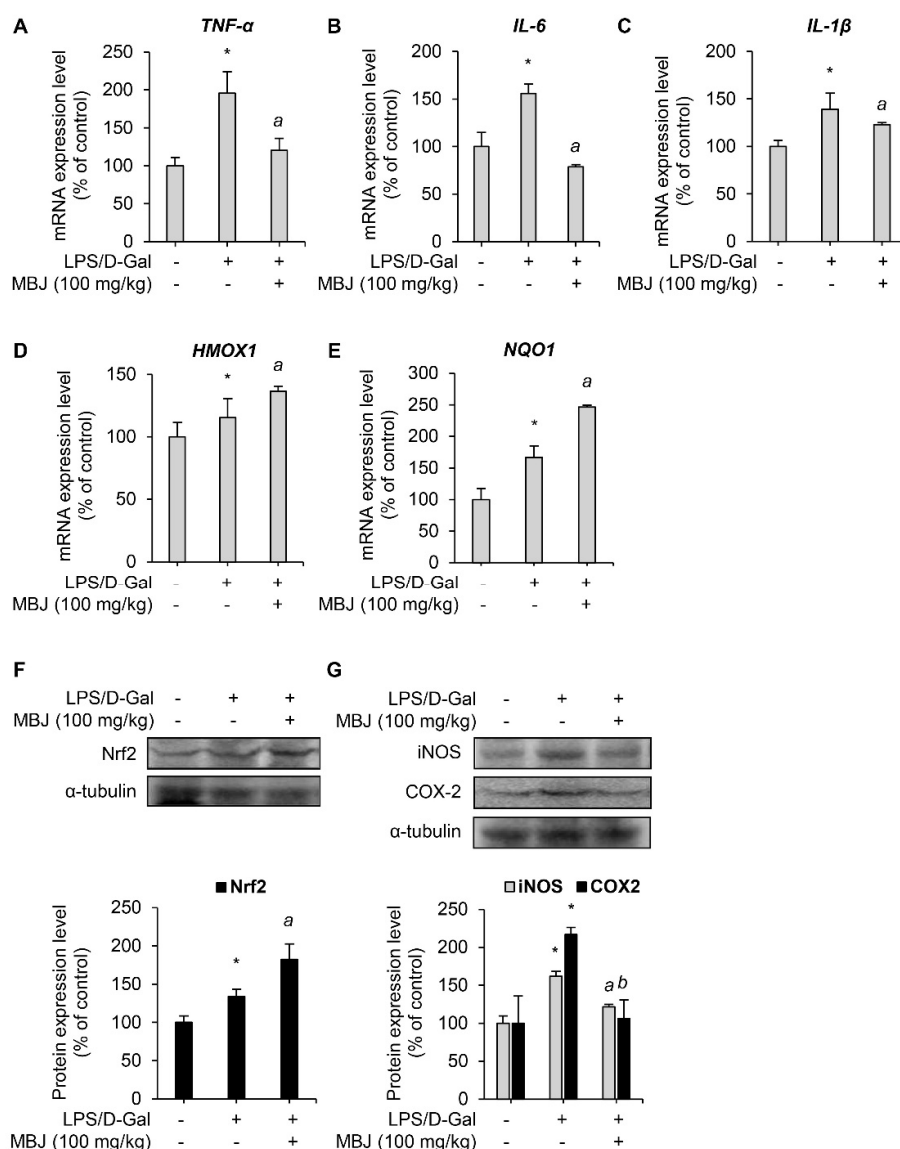 A TNF-α
mRNA expression level
(% of control)
250
200
150
100
50
0
*
a
LPS/D-Gal - + +
MBJ (100 mg/kg) - - +
B IL-6
mRNA expression level
(% of control)
200
150
100
50
0
*
a
LPS/D-Gal - + +
MBJ (100 mg/kg) - - +
C IL-1β
mRNA expression level
(% of control)
200
150
100
50
0
*
a
LPS/D-Gal - + +
MBJ (100 mg/kg) - - +
D HMOX1
mRNA expression level
(% of control)
150
100
50
0
*
a
LPS/D-Gal - + +
MBJ (100 mg/kg) - - +
E NQO1
mRNA expression level
(% of control)
300
250
200
150
100
50
0
*
a
LPS/D-Gal - + +
MBJ (100 mg/kg) - - +
F
LPS/D-Gal - + +
MBJ (100 mg/kg) - - +
Nrf2
α-tubulin
Nrf2
Protein expression level
(% of control)
250
200
150
100
50
0
*
a
LPS/D-Gal - + +
MBJ (100 mg/kg) - - +
G
LPS/D-Gal - + +
MBJ (100 mg/kg) - - +
iNOS
COX-2
α-tubulin
iNOS COX2
Protein expression level
(% of control)
250
200
150
100
50
0
*
*
a b
LPS/D-Gal - + +
MBJ (100 mg/kg) - - +